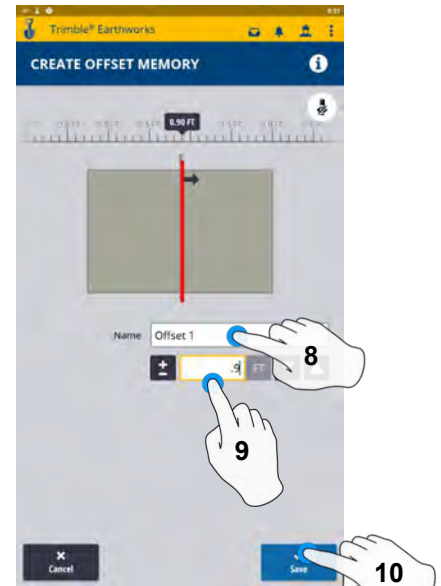 Trimble® Earthworks
CREATE OFFSET MEMORY
0.90 FT
Name Offset 1
8
.9 FT
9
Cancel Save
10